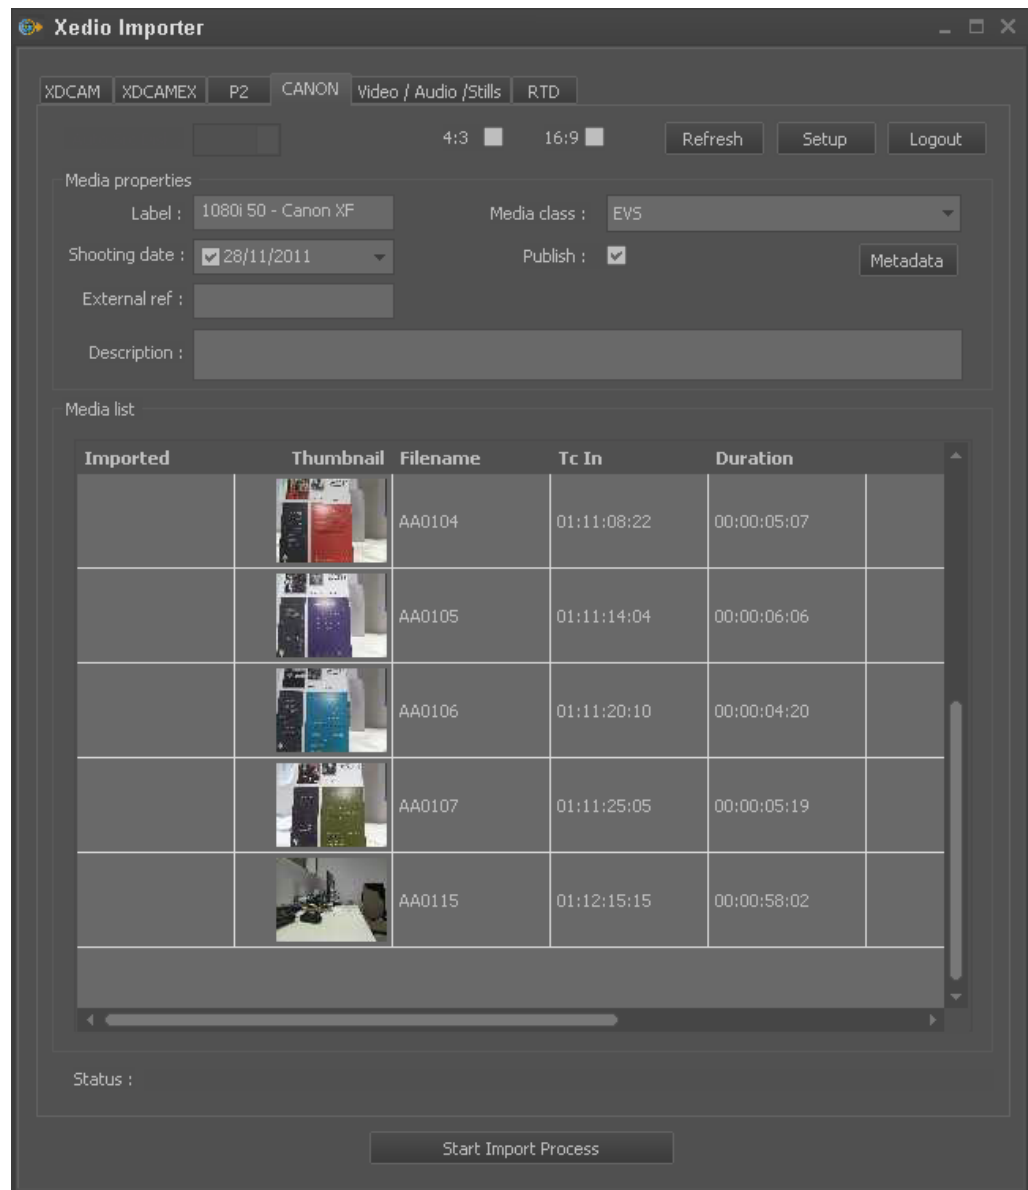 Xedio Importer
XDCAM XDCAMEX P2 CANON Video / Audio /Stills RTD
4:3 16:9 Refresh Setup Logout
Media properties
Label : 1080i 50 - Canon XF Media class : EVS
Shooting date : 28/11/2011 Publish : Metadata
External ref :
Description :
Media list
Imported Thumbnail Filename Tc In Duration
AA0104 01:11:08:22 00:00:05:07
AA0105 01:11:14:04 00:00:06:06
AA0106 01:11:20:10 00:00:04:20
AA0107 01:11:25:05 00:00:05:19
AA0115 01:12:15:15 00:00:58:02
Status :
Start Import Process